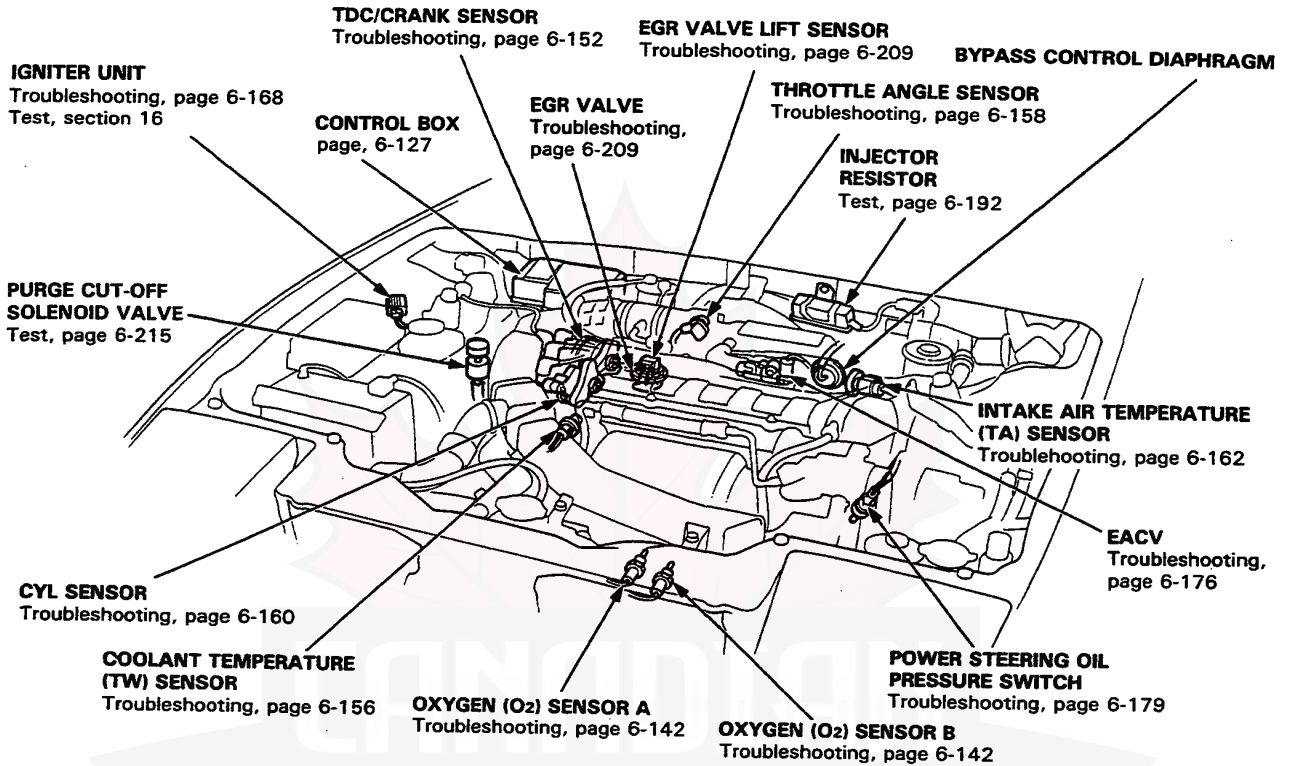 TDC/CRANK SENSOR
Troubleshooting, page 6-152
EGR VALVE LIFT SENSOR
Troubleshooting, page 6-209
BYPASS CONTROL DIAPHRAGM
IGNITER UNIT
Troubleshooting, page 6-168
Test, section 16
CONTROL BOX
page, 6-127
EGR VALVE
Troubleshooting,
page 6-209
THROTTLE ANGLE SENSOR
Troubleshooting, page 6-158
INJECTOR
RESISTOR
Test, page 6-192
PURGE CUT-OFF
SOLENOID VALVE
Test, page 6-215
INTAKE AIR TEMPERATURE
(TA) SENSOR
Troublehooting, page 6-162
EACV
Troubleshooting,
page 6-176
CYL SENSOR
Troubleshooting, page 6-160
COOLANT TEMPERATURE
(TW) SENSOR
Troubleshooting, page 6-156
OXYGEN (O2) SENSOR A
Troubleshooting, page 6-142
OXYGEN (O2) SENSOR B
Troubleshooting, page 6-142
POWER STEERING OIL
PRESSURE SWITCH
Troubleshooting, page 6-179